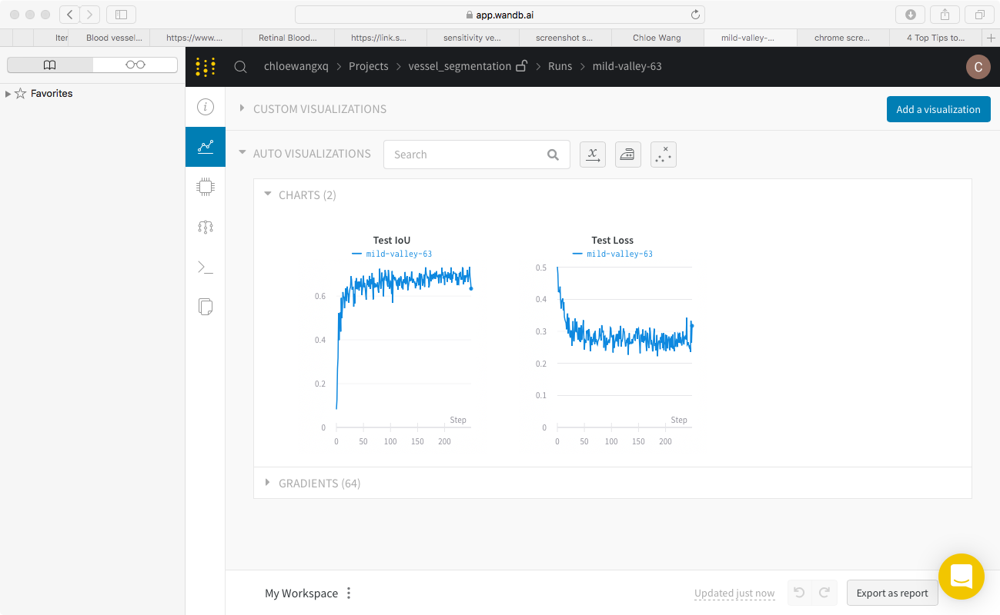 app.wandb.ai
Iter
Blood vessel...
https://www....
Retinal Blood...
https://link.s...
sensitivity ve...
screenshot s...
Chloe Wang
mild-valley-...
chrome scre...
4 Top Tips to...
Favorites
chloewangxq > Projects > vessel_segmentation > Runs > mild-valley-63
C
i
CUSTOM VISUALIZATIONS
Add a visualization
AUTO VISUALIZATIONS
Search
x
CHARTS (2)
Test IoU
mild-valley-63
0.6
0.4
0.2
0
Step
0 50 100 150 200
Test Loss
mild-valley-63
0.5
0.4
0.3
0.2
0.1
0
Step
0 50 100 150 200
GRADIENTS (64)
My Workspace
Updated just now
Export as report